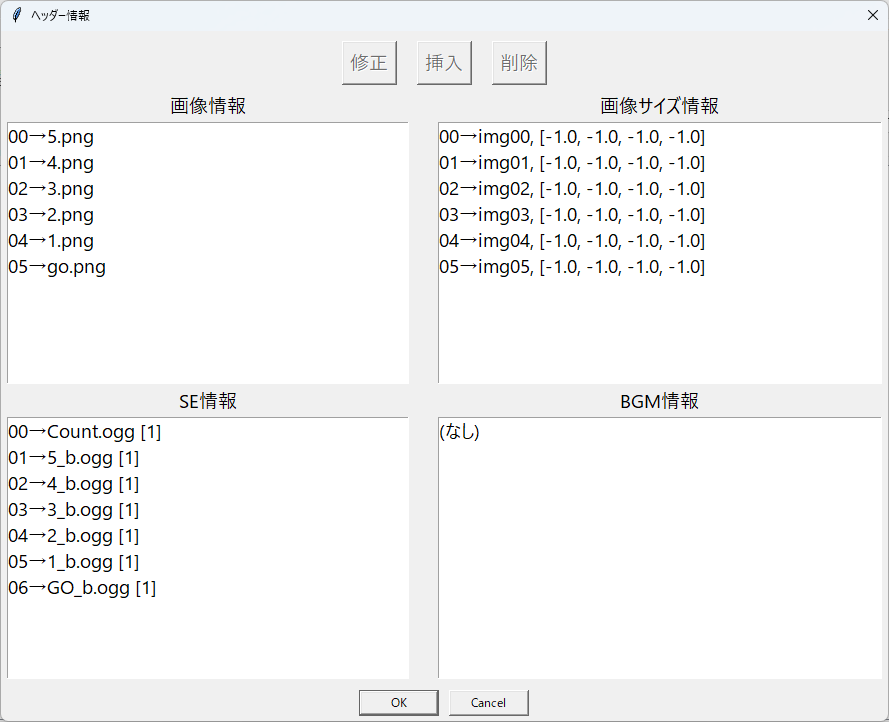 ヘッダー情報
修正 挿入 削除
画像情報
00→5.png
01→4.png
02→3.png
03→2.png
04→1.png
05→go.png
画像サイズ情報
00→img00, [-1.0, -1.0, -1.0, -1.0]
01→img01, [-1.0, -1.0, -1.0, -1.0]
02→img02, [-1.0, -1.0, -1.0, -1.0]
03→img03, [-1.0, -1.0, -1.0, -1.0]
04→img04, [-1.0, -1.0, -1.0, -1.0]
05→img05, [-1.0, -1.0, -1.0, -1.0]
SE情報
00→Count.ogg [1]
01→5_b.ogg [1]
02→4_b.ogg [1]
03→3_b.ogg [1]
04→2_b.ogg [1]
05→1_b.ogg [1]
06→GO_b.ogg [1]
BGM情報
(なし)
OK Cancel